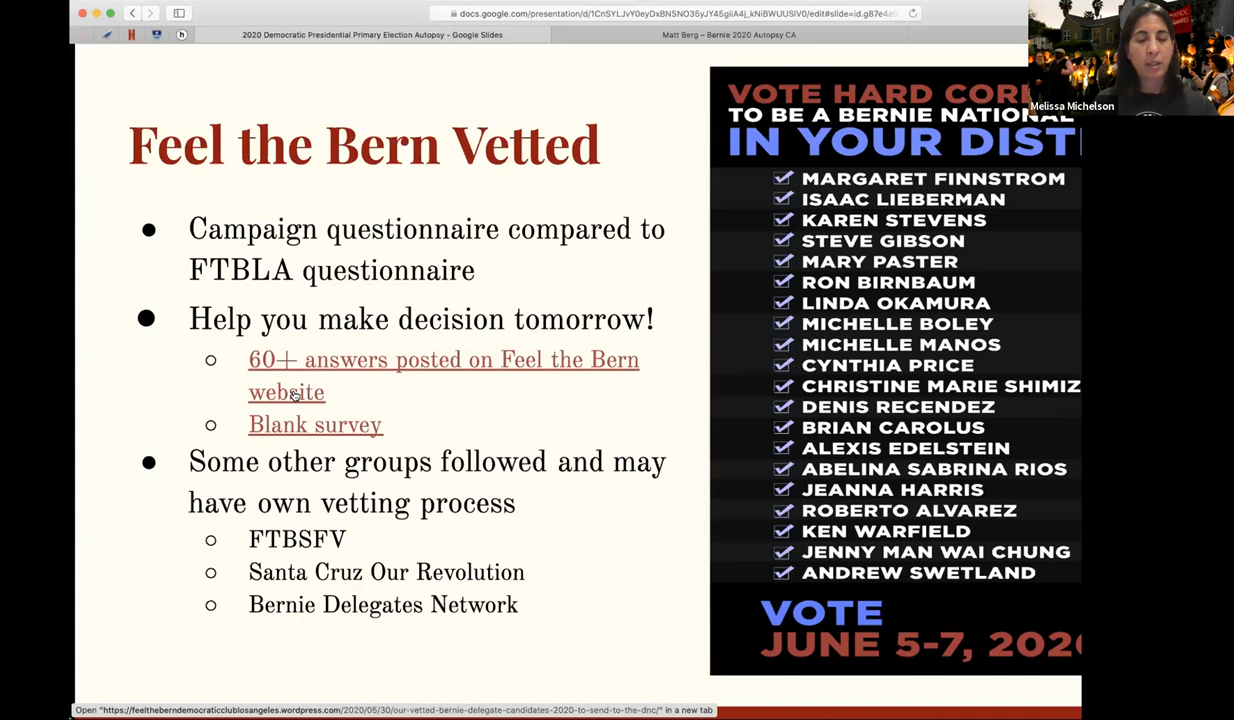 docs.google.com/presentation/d/1CnSYLJvY0eyDxBNSNO35yJY45giiA4j_kNiBWUUSIV0/edit#slide=id.g87e4a
2020 Democratic Presidential Primary Election Autopsy - Google Slides
Matt Berg ~ Bernie 2020 Autopsy CA
Melissa Michelson
Feel the Bern Vetted
● Campaign questionnaire compared to
FTBLA questionnaire
● Help you make decision tomorrow!
○ 60+ answers posted on Feel the Bern
website
○ Blank survey
● Some other groups followed and may
have own vetting process
○ FTBSFV
○ Santa Cruz Our Revolution
○ Bernie Delegates Network
VOTE HARD CORE
TO BE A BERNIE NATIONAL
IN YOUR DIST
MARGARET FINNSTROM
ISAAC LIEBERMAN
KAREN STEVENS
STEVE GIBSON
MARY PASTER
RON BIRNBAUM
LINDA OKAMURA
MICHELLE BOLEY
MICHELLE MANOS
CYNTHIA PRICE
CHRISTINE MARIE SHIMIZ
DENIS RECENDEZ
BRIAN CAROLUS
ALEXIS EDELSTEIN
ABELINA SABRINA RIOS
JEANNA HARRIS
ROBERTO ALVAREZ
KEN WARFIELD
JENNY MAN WAI CHUNG
ANDREW SWETLAND
VOTE
JUNE 5-7, 202
Open "https://feelthebern​democraticclublosangeles.wordpress.com/2020/05/30/our-vetted-bernie-delegate-candidates-2020-to-send-to-the-dnc/" in a new tab